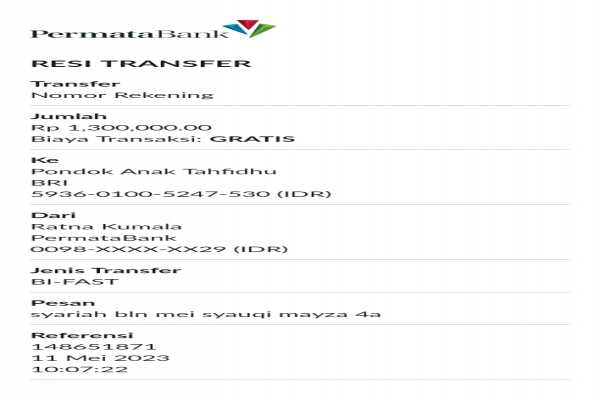 PermataBank
RESI TRANSFER
Transfer
Nomor Rekening
Jumlah
Rp 1,300,000.00
Biaya Transaksi: GRATIS
Ke
Pondok Anak Tahfidhu
BRI
5936-0100-5247-530 (IDR)
Dari
Ratna Kumala
PermataBank
0098-XXXX-XX29 (IDR)
Jenis Transfer
BI-FAST
Pesan
syariah bln mei syauqi mayza 4a
Referensi
148651871
11 Mei 2023
10:07:22